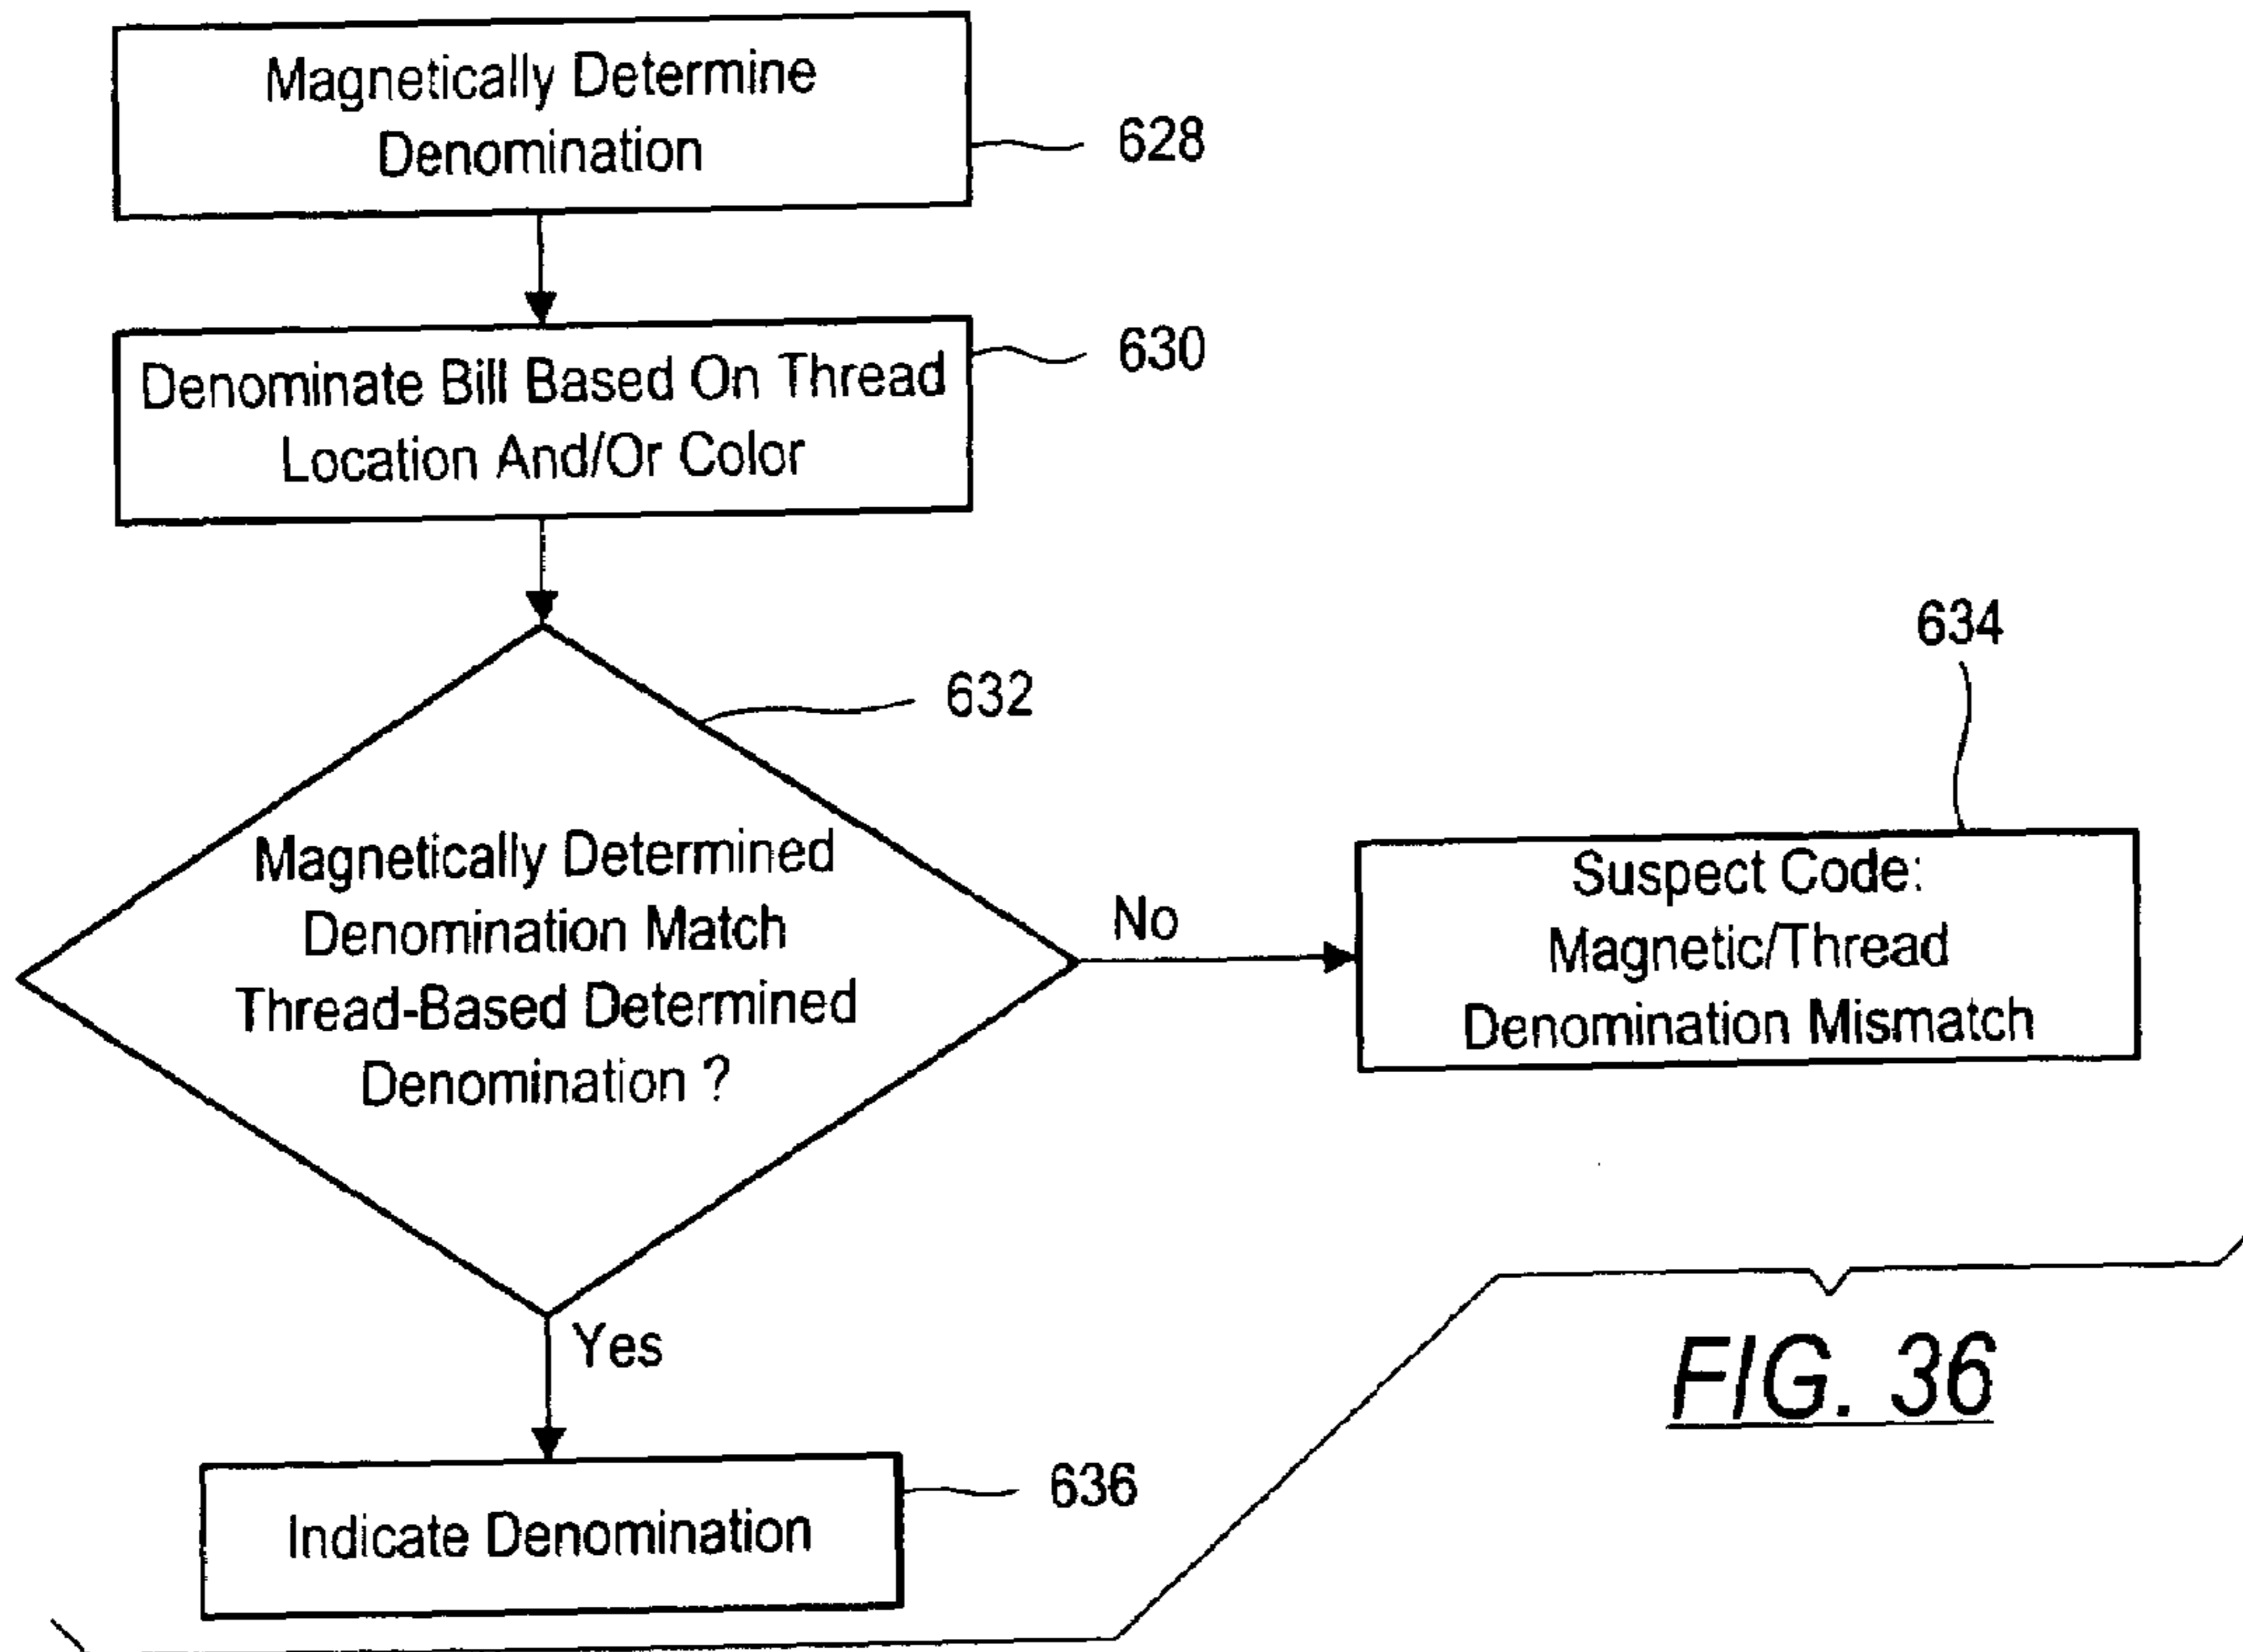 Magnetically Determine
Denomination
628
Denominate Bill Based On Thread
Location And/Or Color
630
632
Magnetically Determined
Denomination Match
Thread-Based Determined
Denomination ?
No
634
Suspect Code:
Magnetic/Thread
Denomination Mismatch
Yes
Indicate Denomination
636
FIG. 36